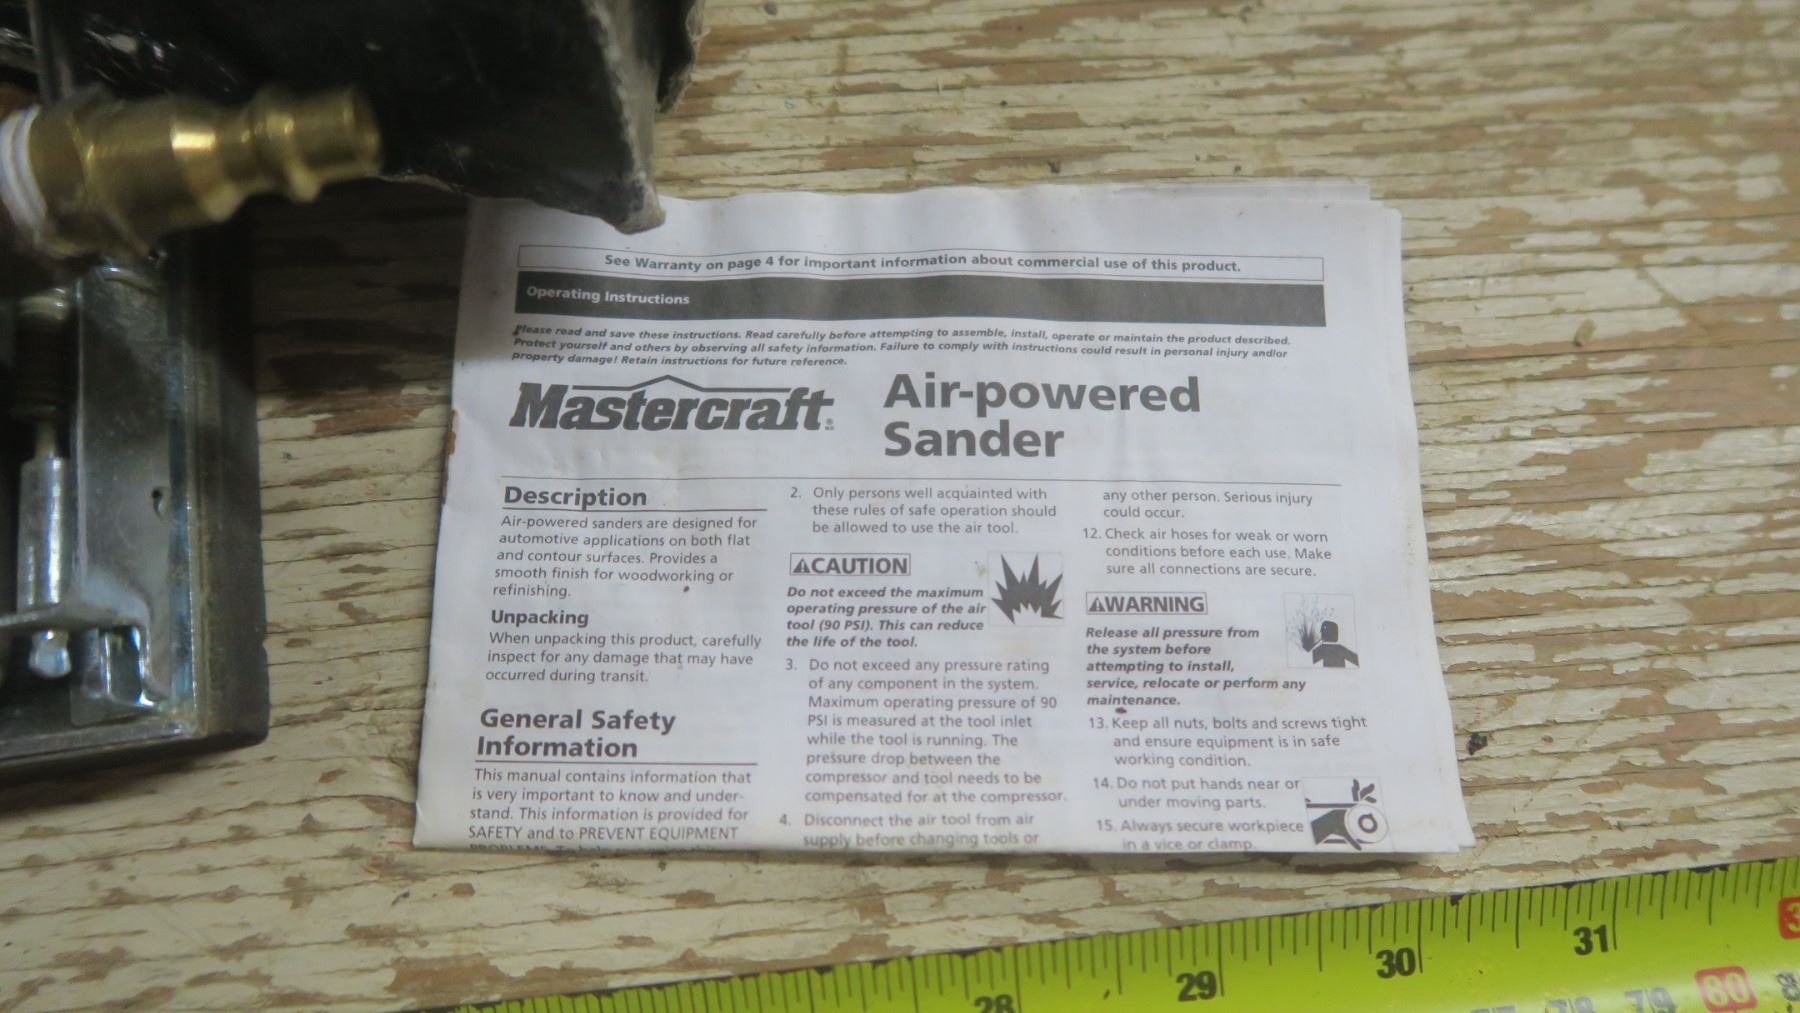 See Warranty on page 4 for important information about commercial use of this product.
Operating Instructions
Please read and save these instructions. Read carefully before attempting to assemble, install, operate or maintain the product described.
Protect yourself and others by observing all safety information. Failure to comply with instructions could result in personal injury and/or
property damage! Retain instructions for future reference.
Mastercraft®
Air-powered
Sander
Description
Air-powered sanders are designed for
automotive applications on both flat
and contour surfaces. Provides a
smooth finish for woodworking or
refinishing.
Unpacking
When unpacking this product, carefully
inspect for any damage that may have
occurred during transit.
General Safety
Information
This manual contains information that
is very important to know and under-
stand. This information is provided for
SAFETY and to PREVENT EQUIPMENT
2. Only persons well acquainted with
these rules of safe operation should
be allowed to use the air tool.
CAUTION
Do not exceed the maximum
operating pressure of the air
tool (90 PSI). This can reduce
the life of the tool.
3. Do not exceed any pressure rating
of any component in the system.
Maximum operating pressure of 90
PSI is measured at the tool inlet
while the tool is running. The
pressure drop between the
compressor and tool needs to be
compensated for at the compressor.
4. Disconnect the air tool from air
supply before changing tools or
any other person. Serious injury
could occur.
12. Check air hoses for weak or worn
conditions before each use. Make
sure all connections are secure.
WARNING
Release all pressure from
the system before
attempting to install,
service, relocate or perform any
maintenance.
13. Keep all nuts, bolts and screws tight
and ensure equipment is in safe
working condition.
14. Do not put hands near or
under moving parts.
15. Always secure workpiece
in a vice or clamp.
28 29 30 31
78 79 80